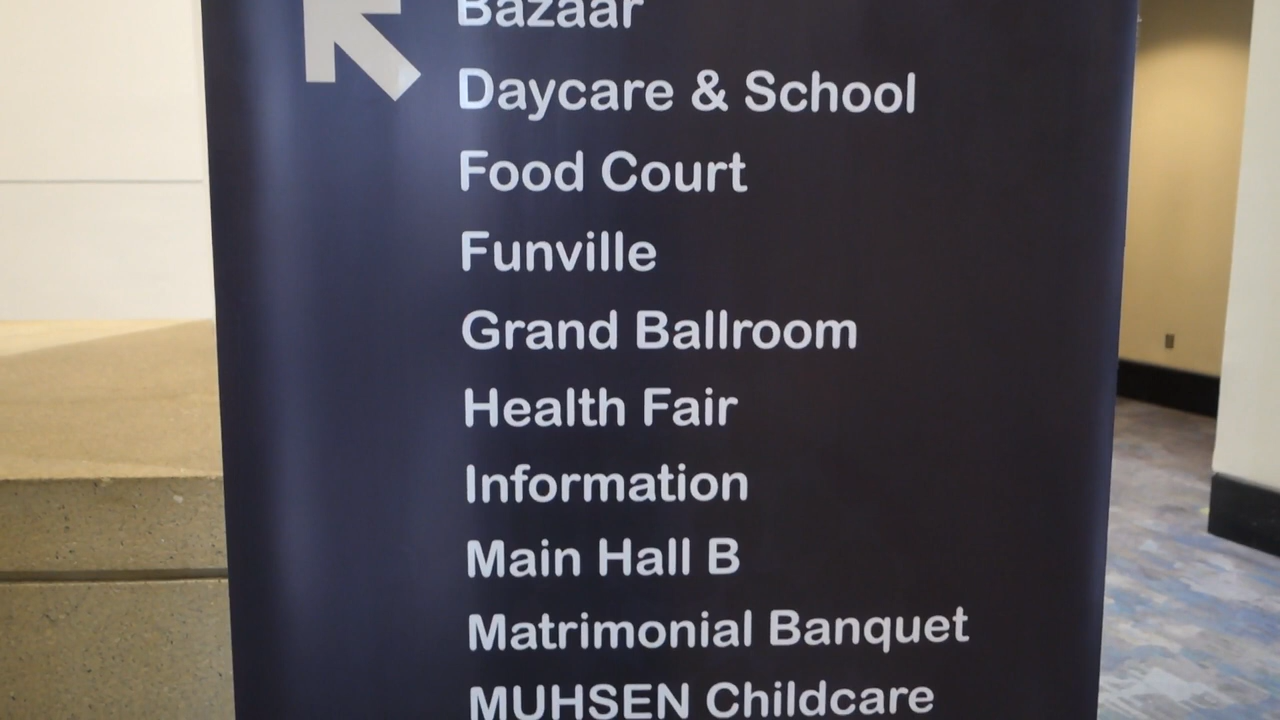 Bazaar
Daycare & School
Food Court
Funville
Grand Ballroom
Health Fair
Information
Main Hall B
Matrimonial Banquet
MUHSEN Childcare